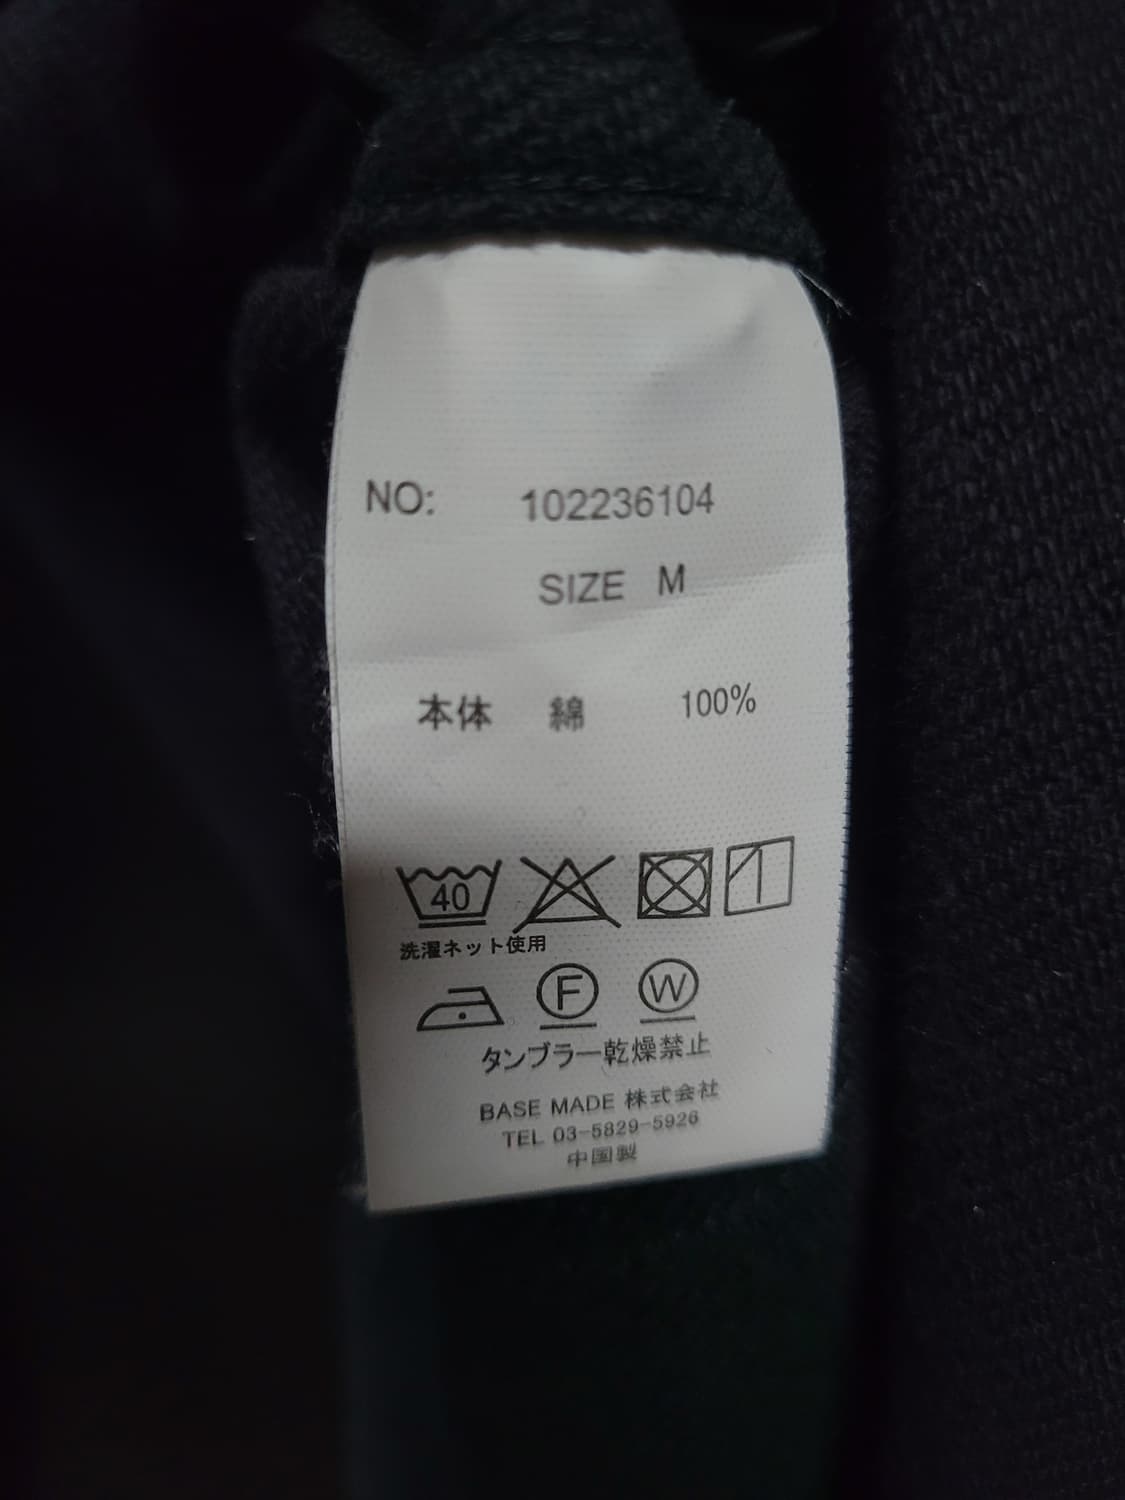 NO: 102236104
SIZE M
本体 綿 100%
40
洗濯ネット使用
F W
タンブラー乾燥禁止
BASE MADE 株式会社
TEL 03-5829-5926
中国製